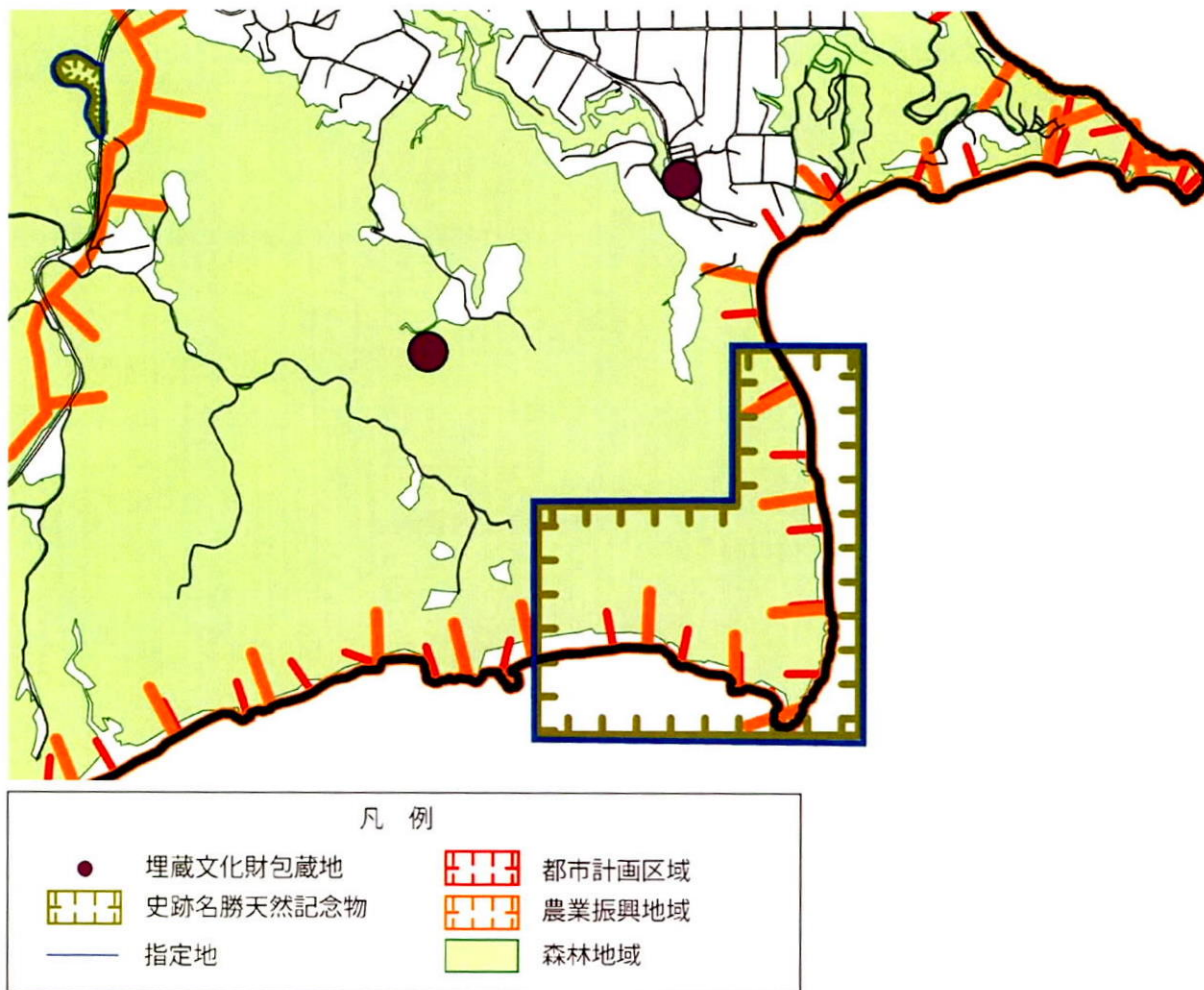 凡 例
埋蔵文化財包蔵地
史跡名勝天然記念物
指定地
都市計画区域
農業振興地域
森林地域